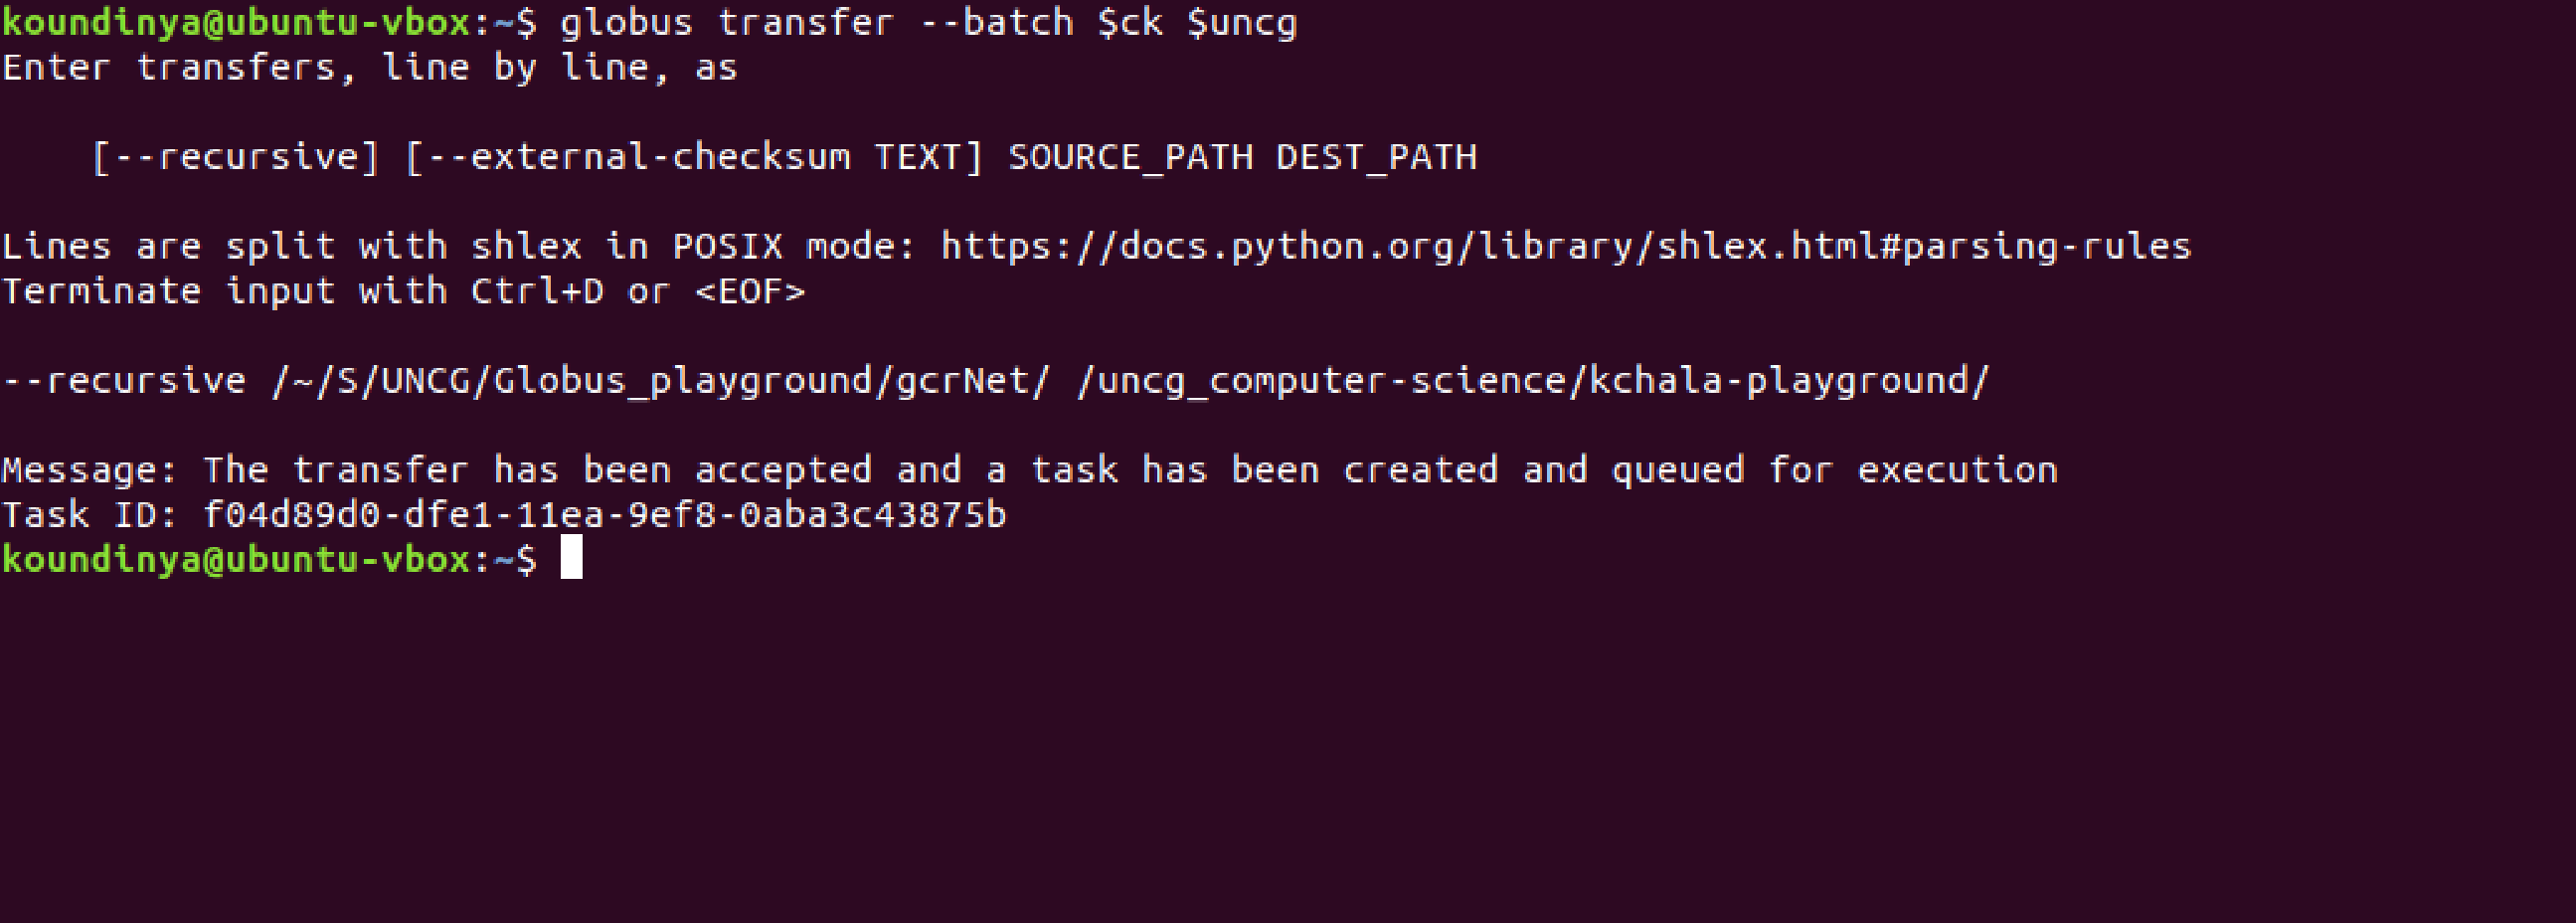 koundinya@ubuntu-vbox:~$ globus transfer --batch $ck $uncg
Enter transfers, line by line, as
[--recursive] [--external-checksum TEXT] SOURCE_PATH DEST_PATH
Lines are split with shlex in POSIX mode: https://docs.python.org/library/shlex.html#parsing-rules
Terminate input with Ctrl+D or <EOF>
--recursive /~/S/UNCG/Globus_playground/gcrNet/ /uncg_computer-science/kchala-playground/
Message: The transfer has been accepted and a task has been created and queued for execution
Task ID: f04d89d0-dfe1-11ea-9ef8-0aba3c43875b
koundinya@ubuntu-vbox:~$